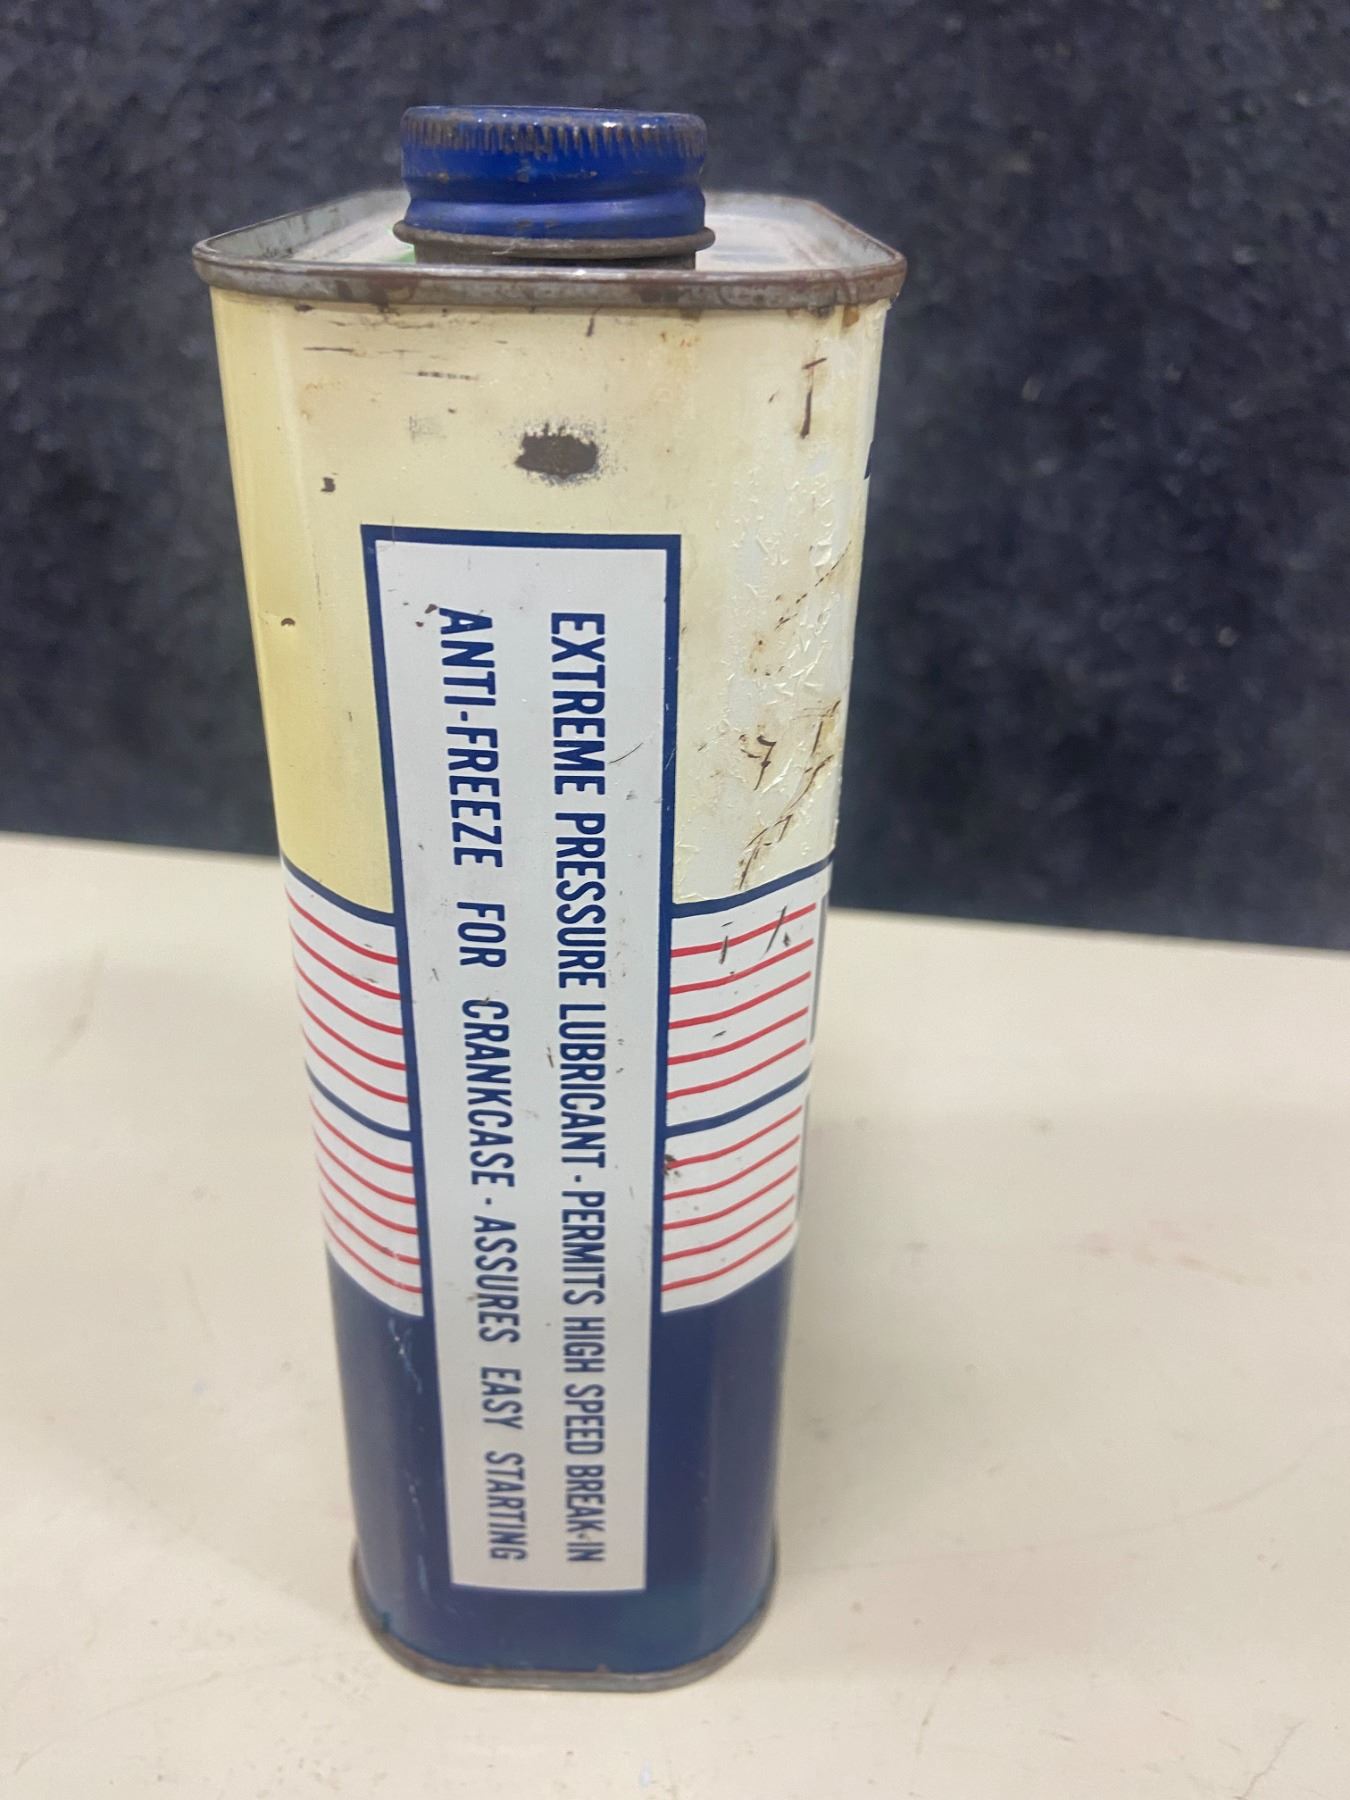 EXTREME PRESSURE LUBRICANT - PERMITS HIGH SPEED BREAK-IN
ANTI-FREEZE FOR CRANKCASE - ASSURES EASY STARTING